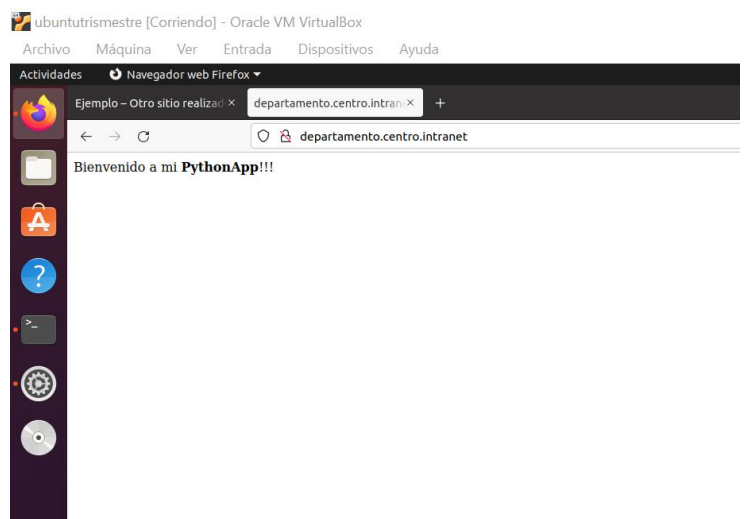 ubuntutrismestre [Corriendo] - Oracle VM VirtualBox
Archivo Máquina Ver Entrada Dispositivos Ayuda
Actividades Navegador web Firefox
Ejemplo – Otro sitio realizad × departamento.centro.intran × +
departamento.centro.intranet
Bienvenido a mi PythonApp!!!